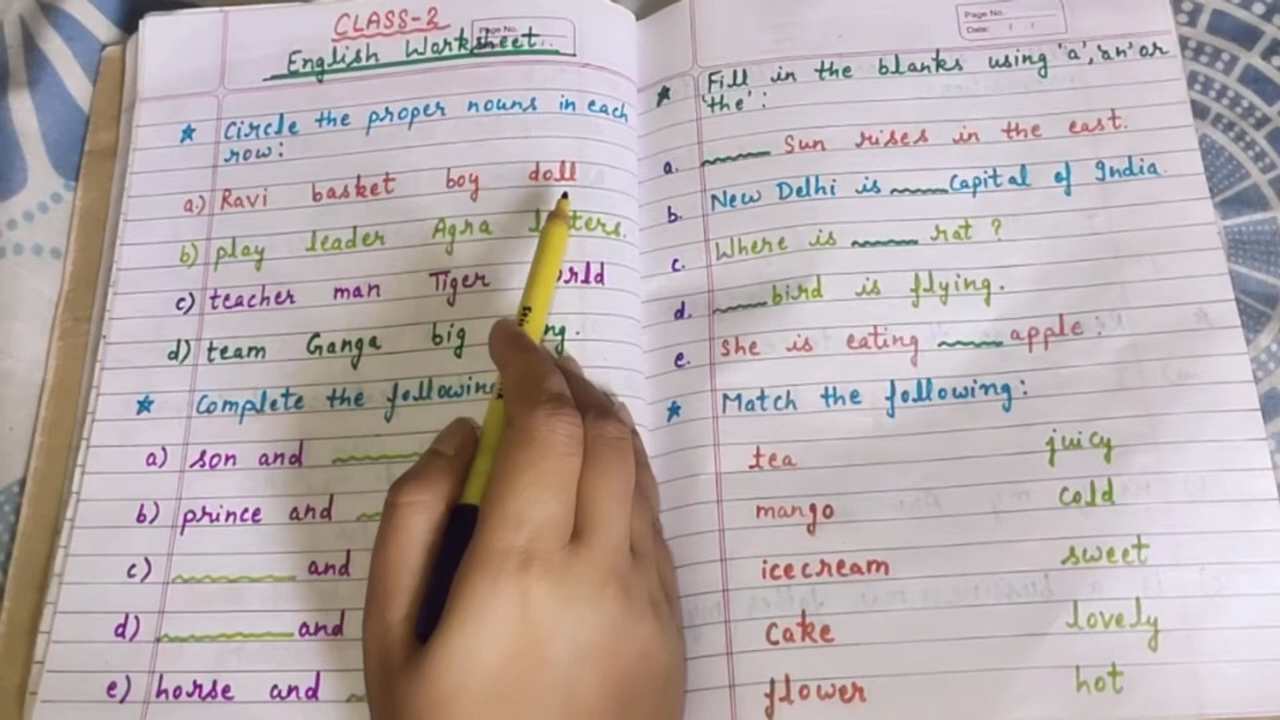 CLASS-2
Page No.
English Worksheet.
☆ Circle the proper nouns in each
row:
a.) Ravi basket boy doll
b) play leader Agra
c) teacher man Tiger
d) team Ganga big
☆ Complete the following
a) son and
b) prince and
c) and
d) and
e) horse and
Page No.
Date: / /
★ Fill in the blanks using 'a', 'an' or
'the':
a. Sun rises in the east.
b. New Delhi is capital of India.
c. Where is rat ?
d. bird is flying.
e. She is eating apple.
★ Match the following:
tea juicy
mango cold
icecream sweet
cake lovely
flower hot